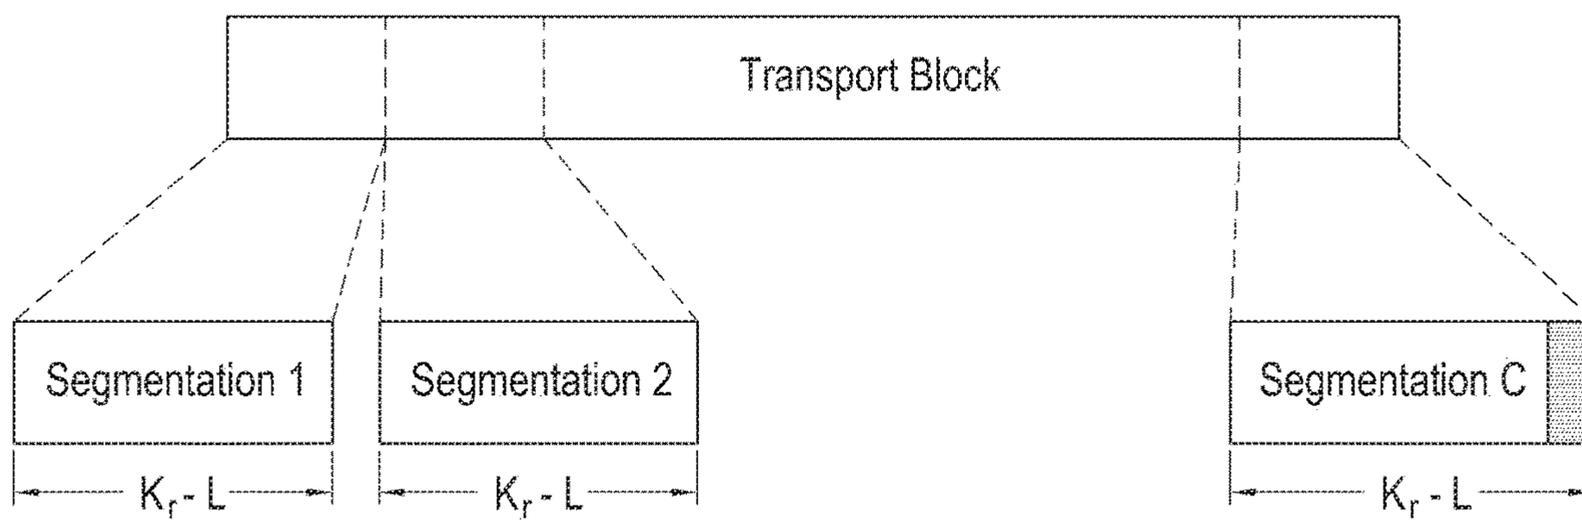 Transport Block
Segmentation 1
Segmentation 2
Segmentation C
Kr - L
Kr - L
Kr - L